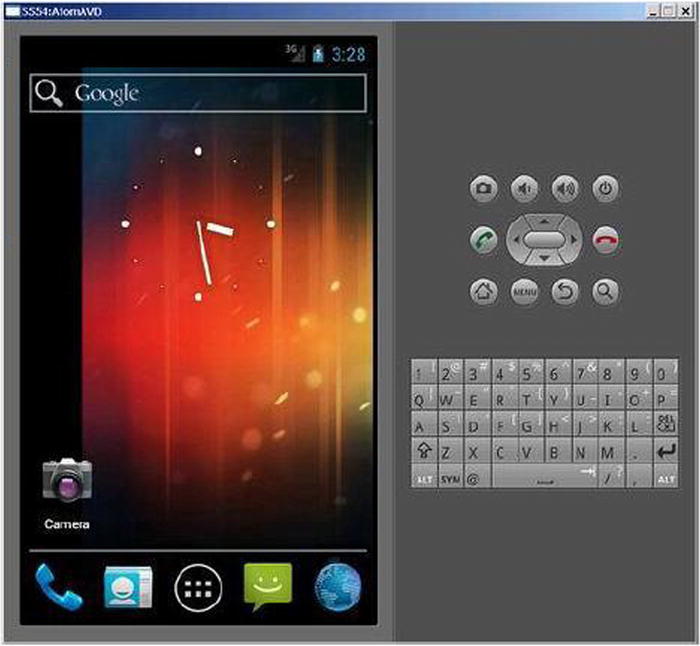 5554:AtomAVD
3G 3:28
Google
MENU
1 ! 2 @ 3 # 4 $ 5 % 6 ^ 7 & 8 * 9 ( 0 )
Q W E R T Y U I O P
A S D F G H J K L DEL
Z X C V B N M .
ALT SYM @ / ? , ALT
Camera